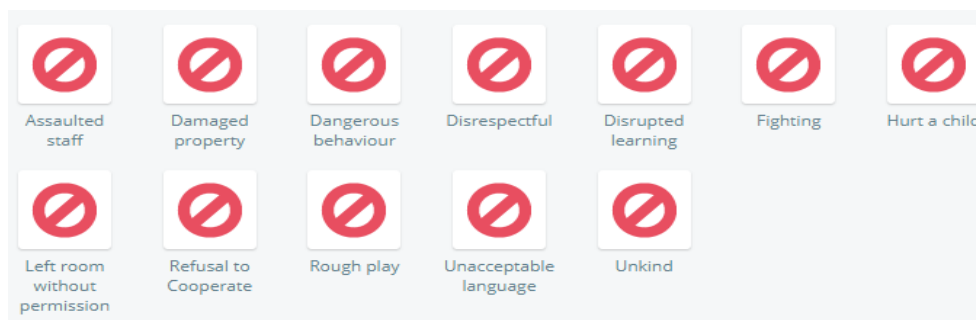 Assaulted staff
Damaged property
Dangerous behaviour
Disrespectful
Disrupted learning
Fighting
Hurt a child
Left room without permission
Refusal to Cooperate
Rough play
Unacceptable language
Unkind